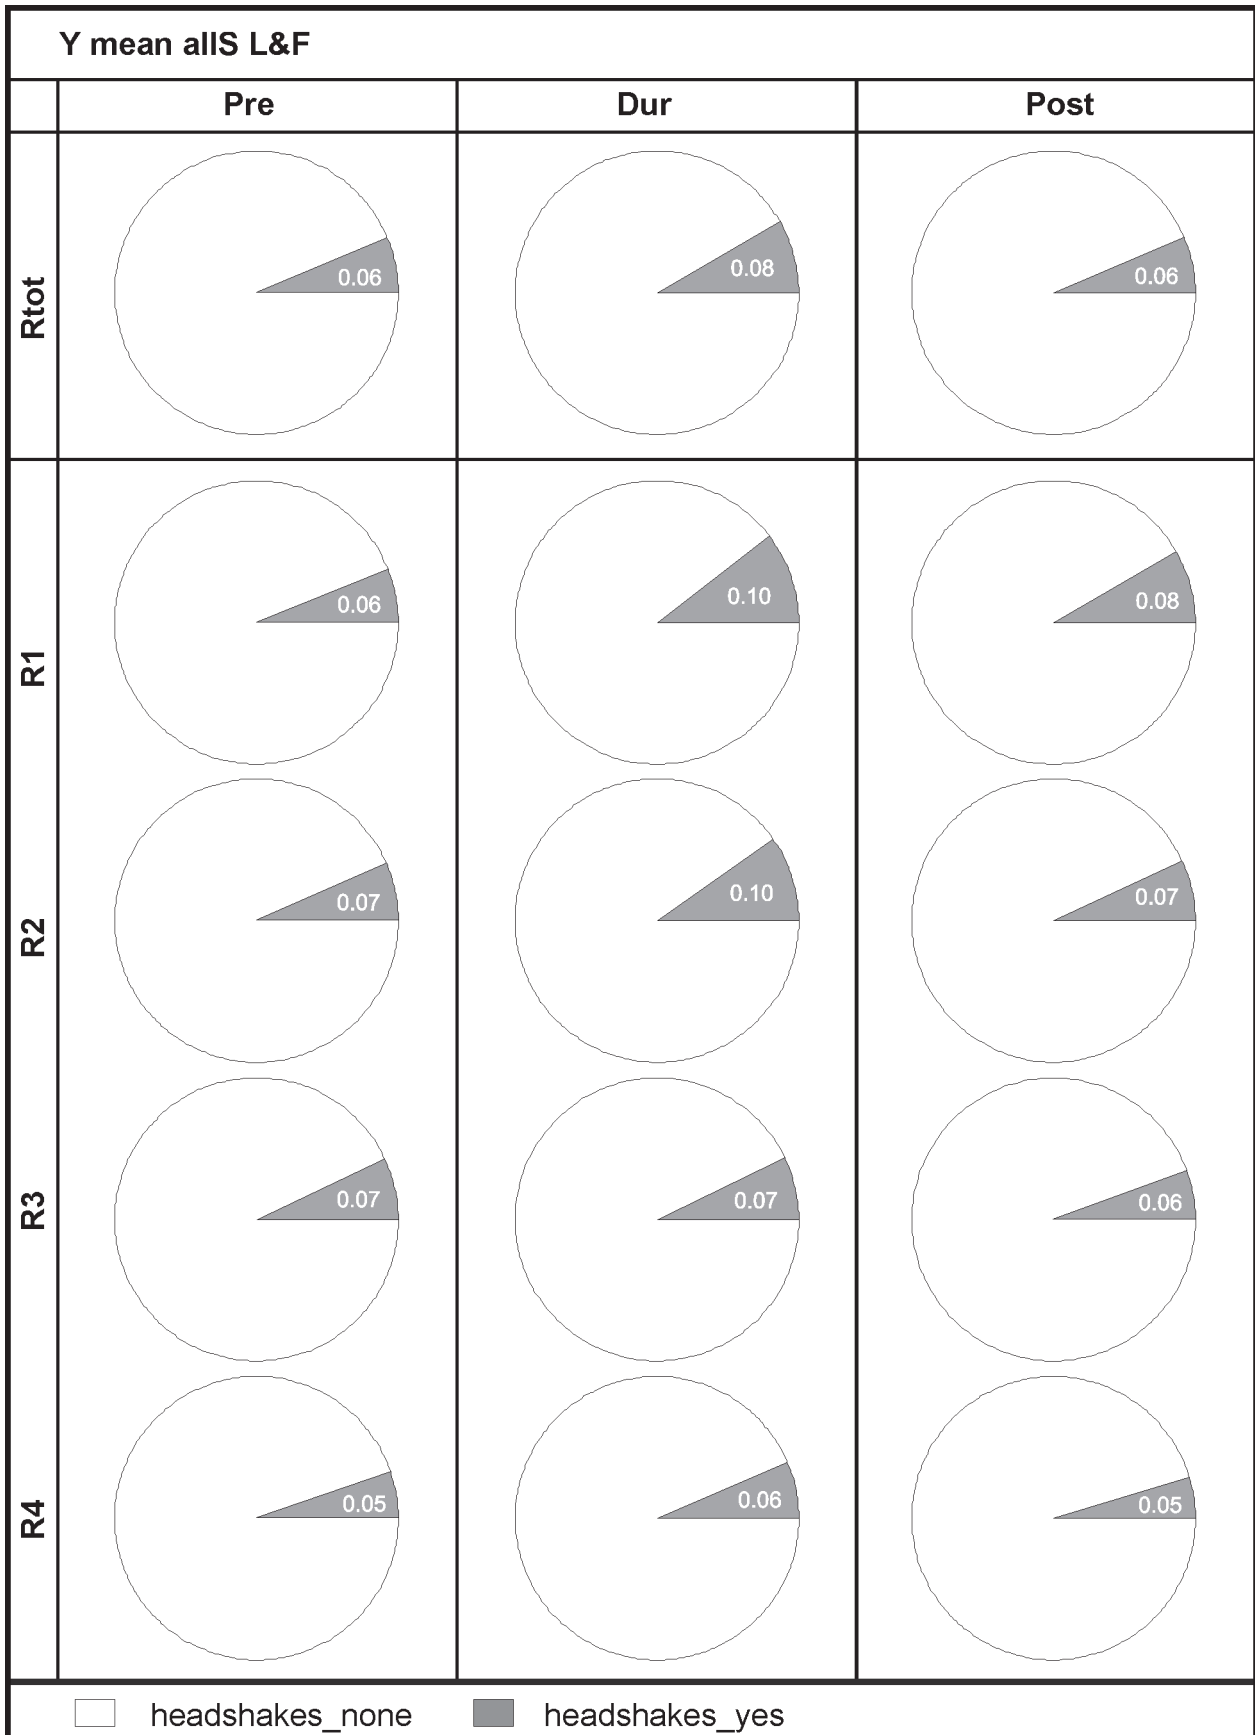 Y mean allS L&F
Pre Dur Post
Rtot 0.06 0.08 0.06
R1 0.06 0.10 0.08
R2 0.07 0.10 0.07
R3 0.07 0.07 0.06
R4 0.05 0.06 0.05
headshakes_none headshakes_yes